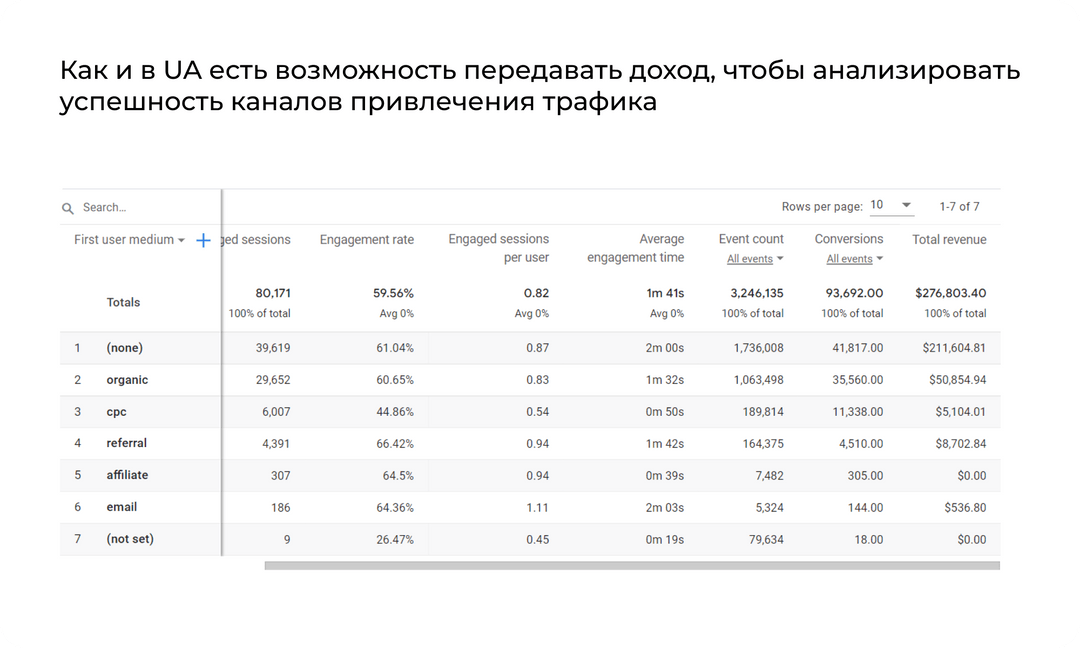 Как и в UA есть возможность передавать доход, чтобы анализировать
успешность каналов привлечения трафика
Search...
Rows per page: 10 1-7 of 7
First user medium + ged sessions Engagement rate Engaged sessions per user Average engagement time Event count All events Conversions All events Total revenue
Totals 80,171 59.56% 0.82 1m 41s 3,246,135 93,692.00 $276,803.40
100% of total Avg 0% Avg 0% Avg 0% 100% of total 100% of total 100% of total
1 (none) 39,619 61.04% 0.87 2m 00s 1,736,008 41,817.00 $211,604.81
2 organic 29,652 60.65% 0.83 1m 32s 1,063,498 35,560.00 $50,854.94
3 cpc 6,007 44.86% 0.54 0m 50s 189,814 11,338.00 $5,104.01
4 referral 4,391 66.42% 0.94 1m 42s 164,375 4,510.00 $8,702.84
5 affiliate 307 64.5% 0.94 0m 39s 7,482 305.00 $0.00
6 email 186 64.36% 1.11 2m 03s 5,324 144.00 $536.80
7 (not set) 9 26.47% 0.45 0m 19s 79,634 18.00 $0.00